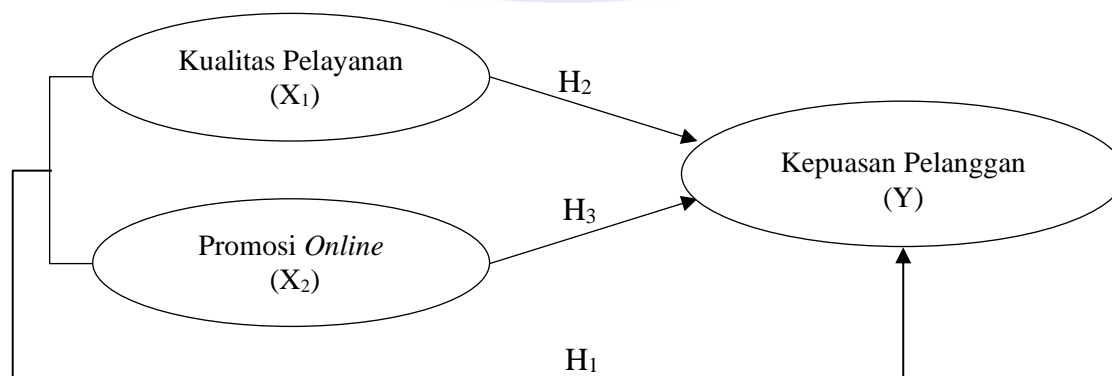 Kualitas Pelayanan
(X₁)
H₂
Kepuasan Pelanggan
(Y)
H₃
Promosi Online
(X₂)
H₁